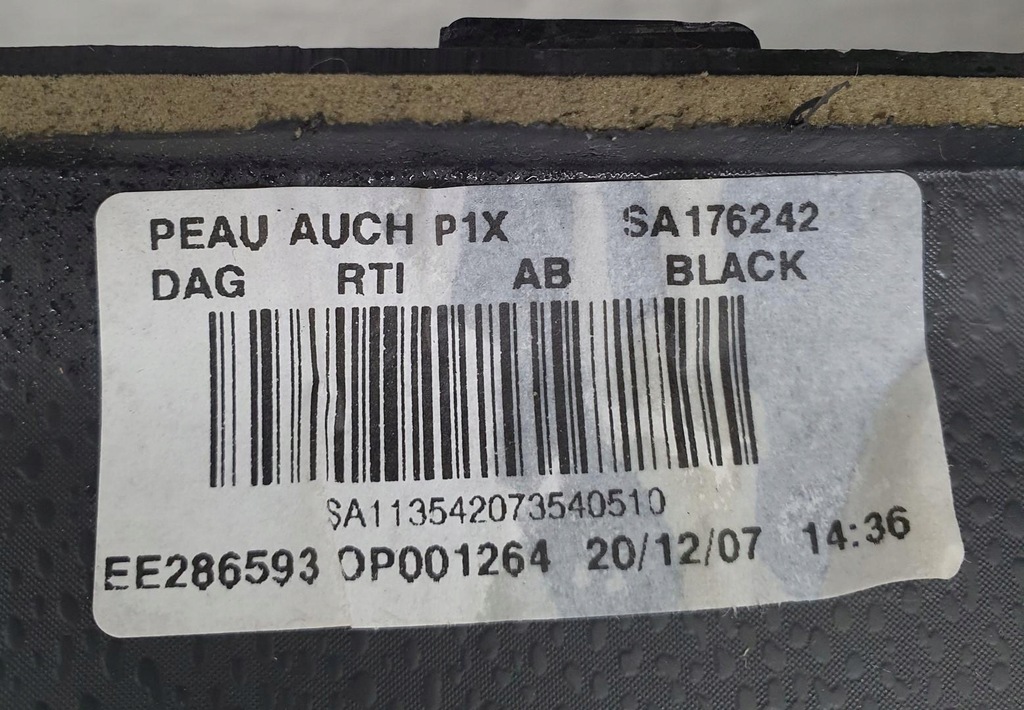 PEAU AUCH P1X SA176242
DAG RTI AB BLACK
SA113542073540510
EE286593 OP001264 20/12/07 14:36